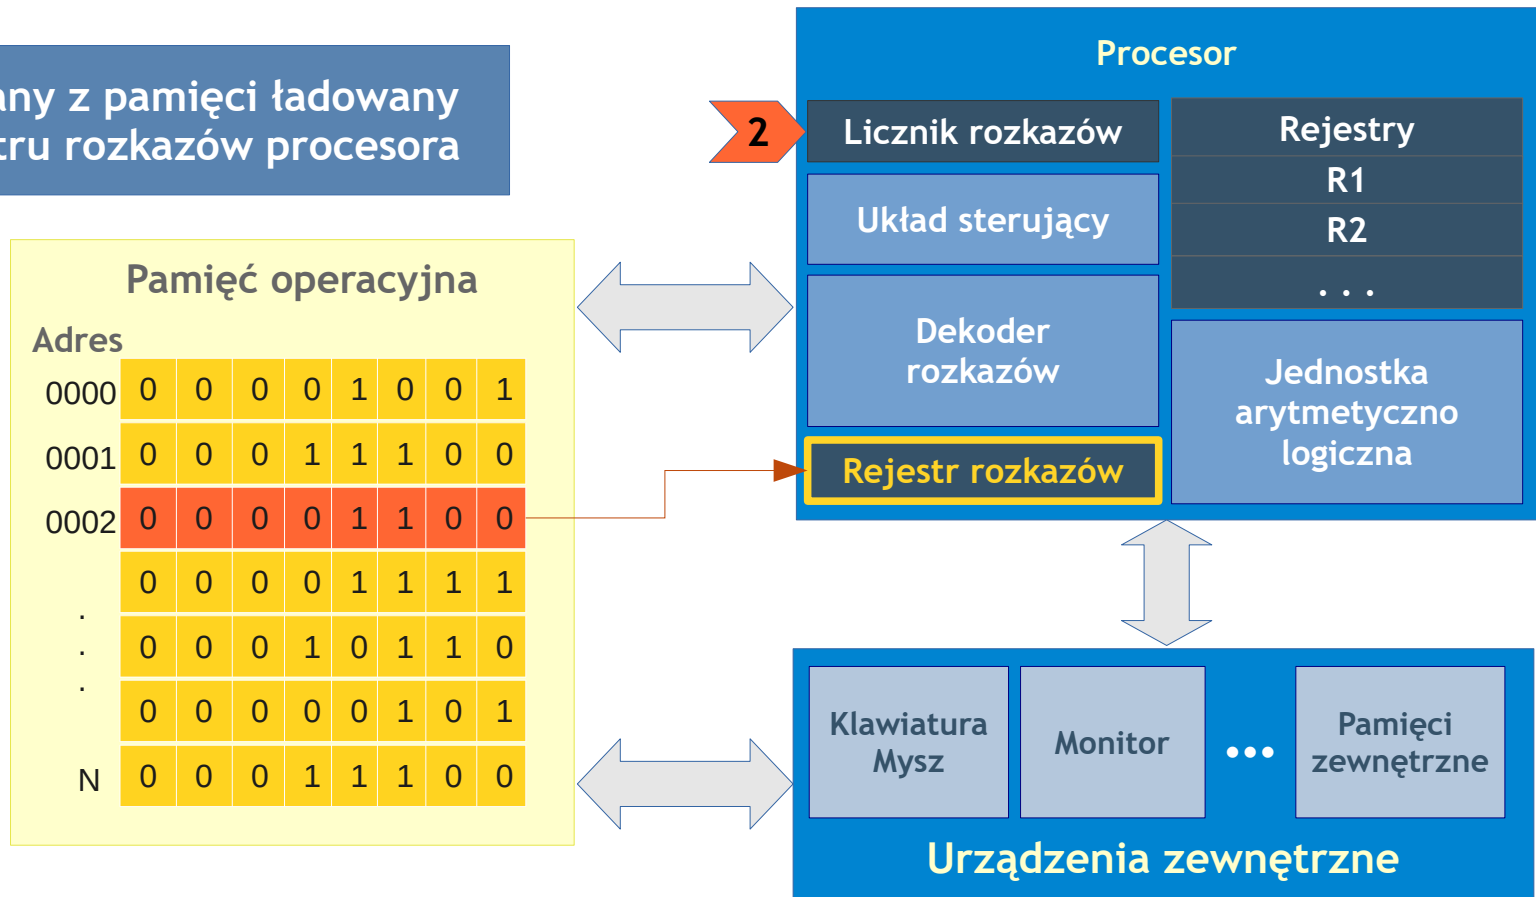 z pamięci ładowany
rozkazów procesora
Procesor
2
Licznik rozkazów
Układ sterujący
Dekoder
rozkazów
Rejestr rozkazów
Rejestry
R1
R2
. . .
Jednostka
arytmetyczno
logiczna
Pamięć operacyjna
Adres
0000 0 0 0 0 1 0 0 1
0001 0 0 0 1 1 1 0 0
0002 0 0 0 0 1 1 0 0
0 0 0 0 1 1 1 1
.
. 0 0 0 1 0 1 1 0
.
0 0 0 0 0 1 0 1
N 0 0 0 1 1 1 0 0
Klawiatura
Mysz
Monitor
...
Pamięci
zewnętrzne
Urządzenia zewnętrzne